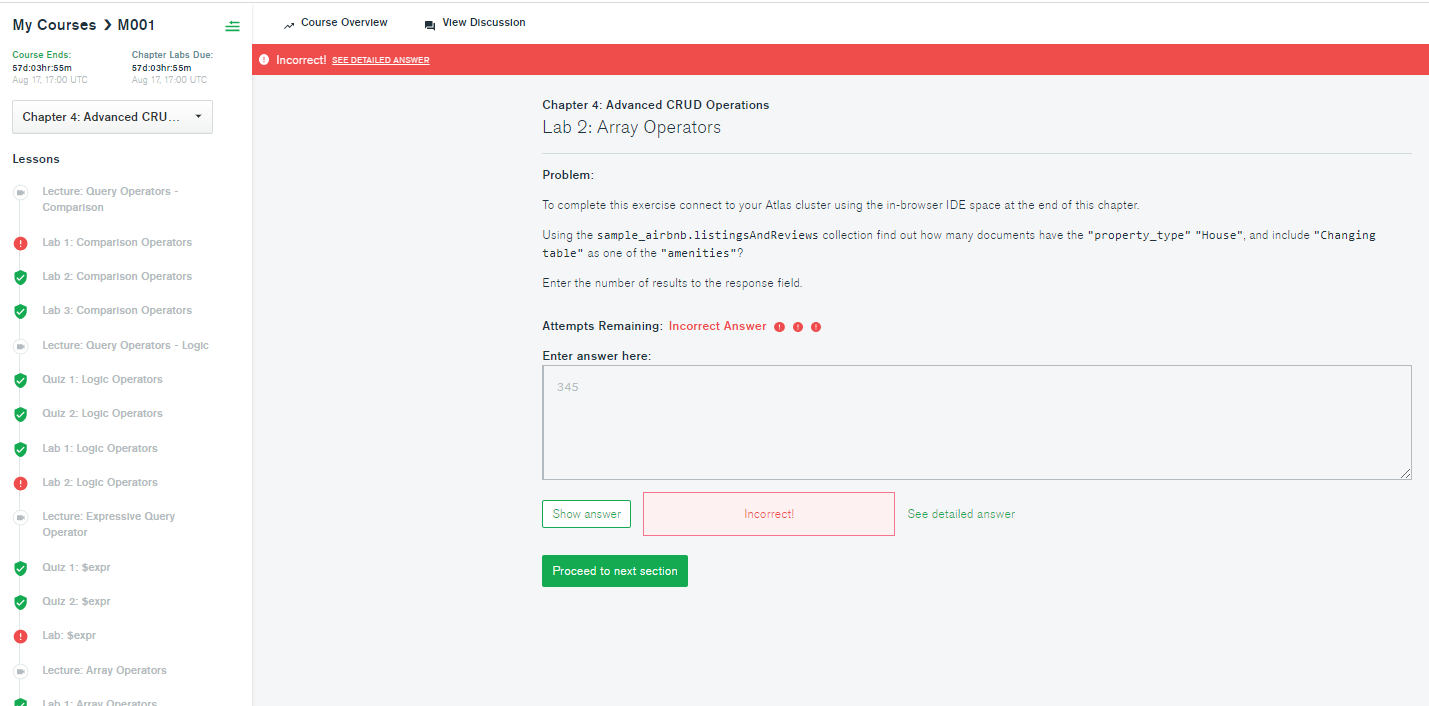 My Courses ❯ M001
Course Ends:
57d:03hr:55m
Aug 17, 17:00 UTC
Chapter Labs Due:
57d:03hr:55m
Aug 17, 17:00 UTC
Chapter 4: Advanced CRU...
Lessons
Lecture: Query Operators -
Comparison
Lab 1: Comparison Operators
Lab 2: Comparison Operators
Lab 3: Comparison Operators
Lecture: Query Operators - Logic
Quiz 1: Logic Operators
Quiz 2: Logic Operators
Lab 1: Logic Operators
Lab 2: Logic Operators
Lecture: Expressive Query
Operator
Quiz 1: $expr
Quiz 2: $expr
Lab: $expr
Lecture: Array Operators
Lab 1: Array Operators
Course Overview
View Discussion
Incorrect! SEE DETAILED ANSWER
Chapter 4: Advanced CRUD Operations
Lab 2: Array Operators
Problem:
To complete this exercise connect to your Atlas cluster using the in-browser IDE space at the end of this chapter.
Using the sample_airbnb.listingsAndReviews collection find out how many documents have the "property_type" "House", and include "Changing
table" as one of the "amenities"?
Enter the number of results to the response field.
Attempts Remaining: Incorrect Answer
Enter answer here:
345
Show answer
Incorrect!
See detailed answer
Proceed to next section